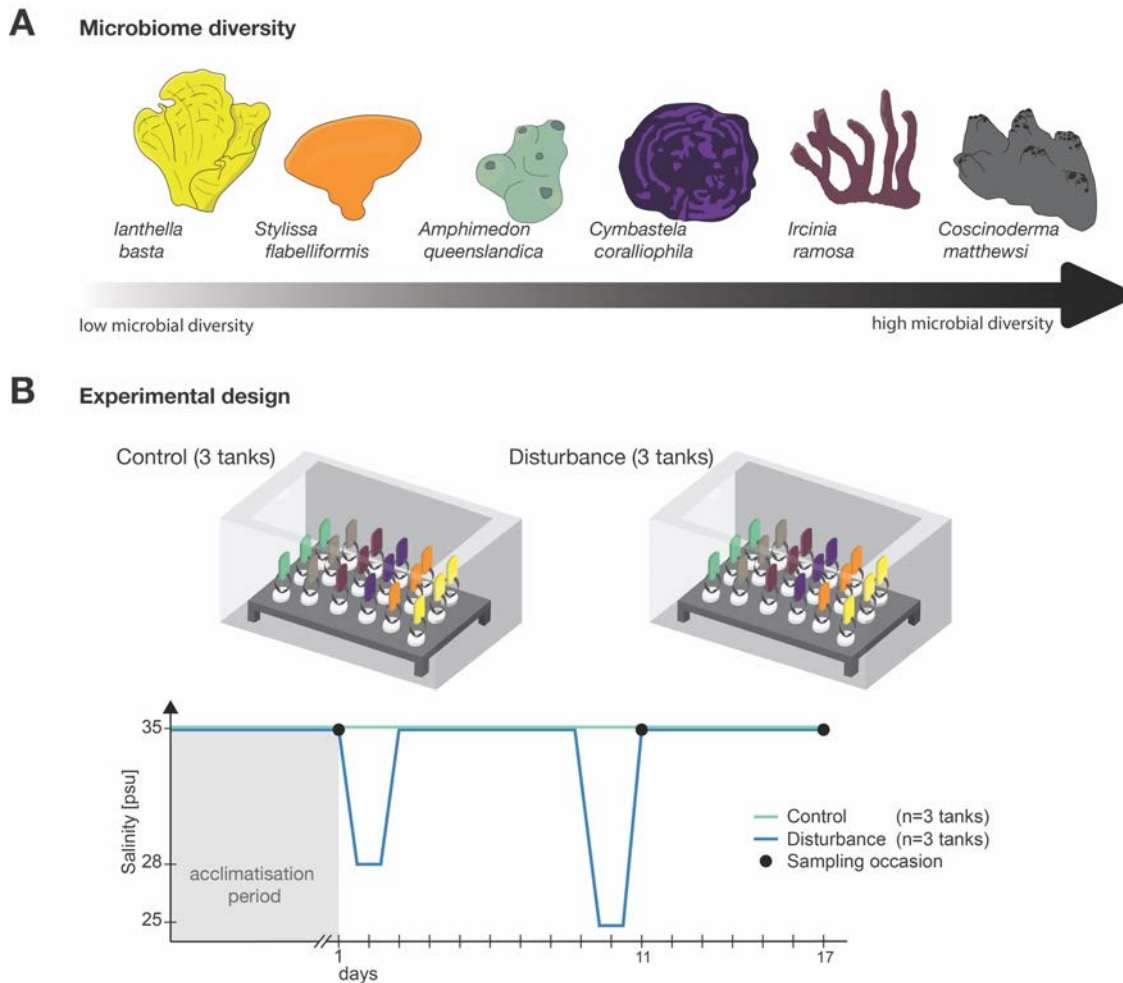 A Microbiome diversity
Ianthella
basta
Stylissa
flabelliformis
Amphimedon
queenslandica
Cymbastela
coralliophila
Ircinia
ramosa
Coscinoderma
matthewsi
low microbial diversity
high microbial diversity
B Experimental design
Control (3 tanks)
Disturbance (3 tanks)
Salinity [psu]
35
28
25
acclimatisation
period
Control (n=3 tanks)
Disturbance (n=3 tanks)
Sampling occasion
1
11
17
days